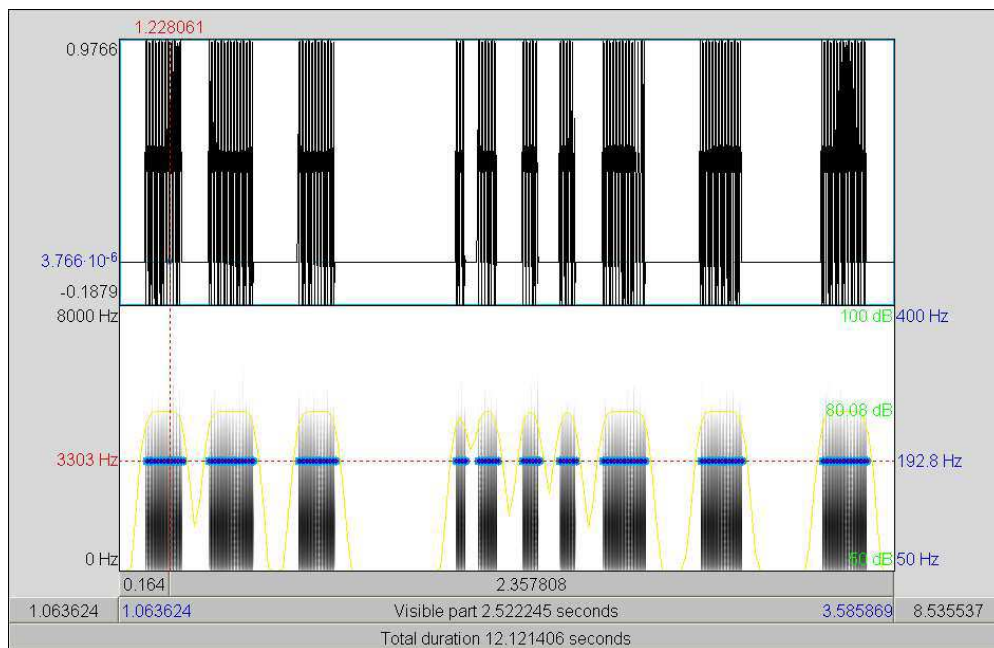 1.228061
0.9766
3.766·10⁻⁶
-0.1879
8000 Hz 100 dB 400 Hz
80.08 dB
3303 Hz 192.8 Hz
0 Hz 50 dB 50 Hz
0.164 2.357808
1.063624 1.063624 Visible part 2.522245 seconds 3.585869 8.535537
Total duration 12.121406 seconds